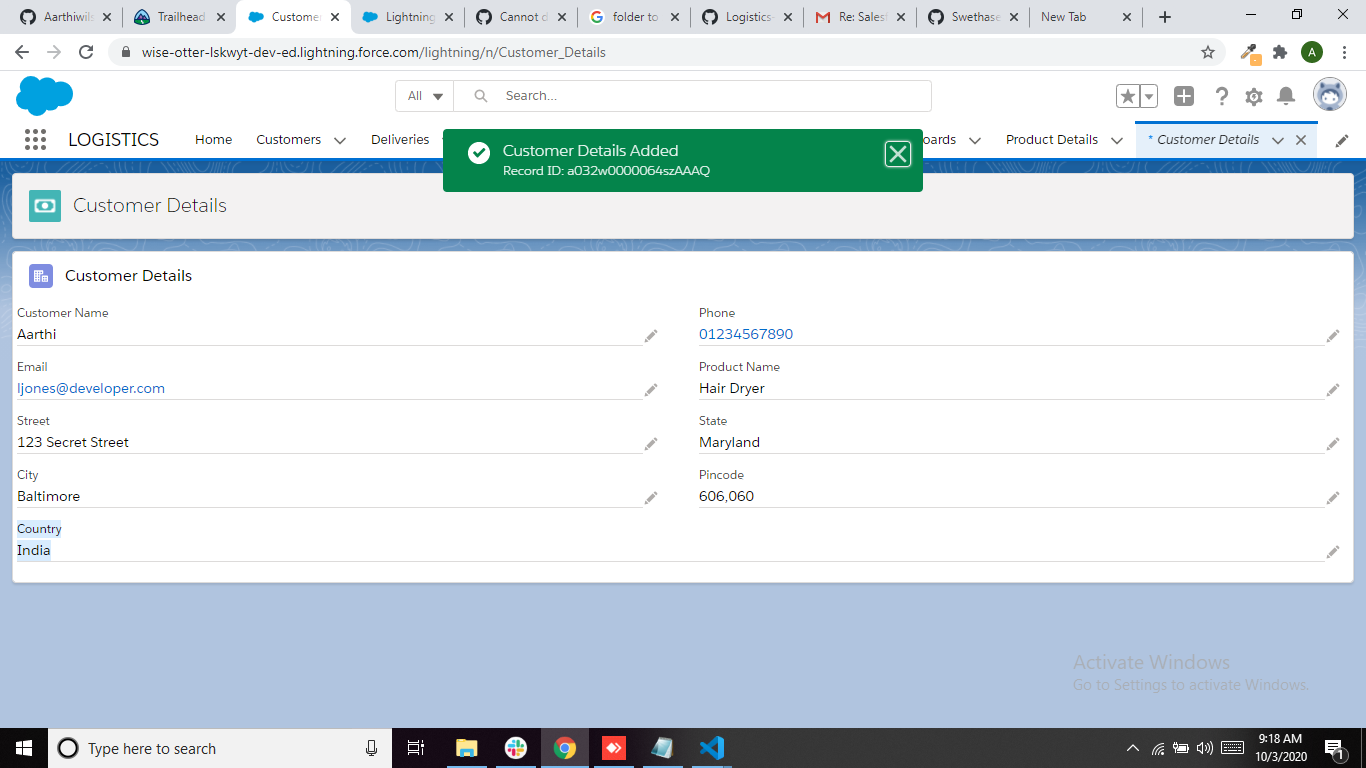 Aarthiwils
Trailhead
Customer
Lightning
Cannot d
folder to
Logistics-
Re: Sales
Swethase
New Tab
wise-otter-lskwyt-dev-ed.lightning.force.com/lightning/n/Customer_Details
A
All
Search...
LOGISTICS
Home
Customers
Deliveries
oards
Product Details
* Customer Details
Customer Details Added
Record ID: a032w0000064szAAAQ
Customer Details
Customer Details
Customer Name
Aarthi
Phone
01234567890
Email
ljones@developer.com
Product Name
Hair Dryer
Street
123 Secret Street
State
Maryland
City
Baltimore
Pincode
606,060
Country
India
Activate Windows
Go to Settings to activate Windows.
Type here to search
9:18 AM
10/3/2020
1